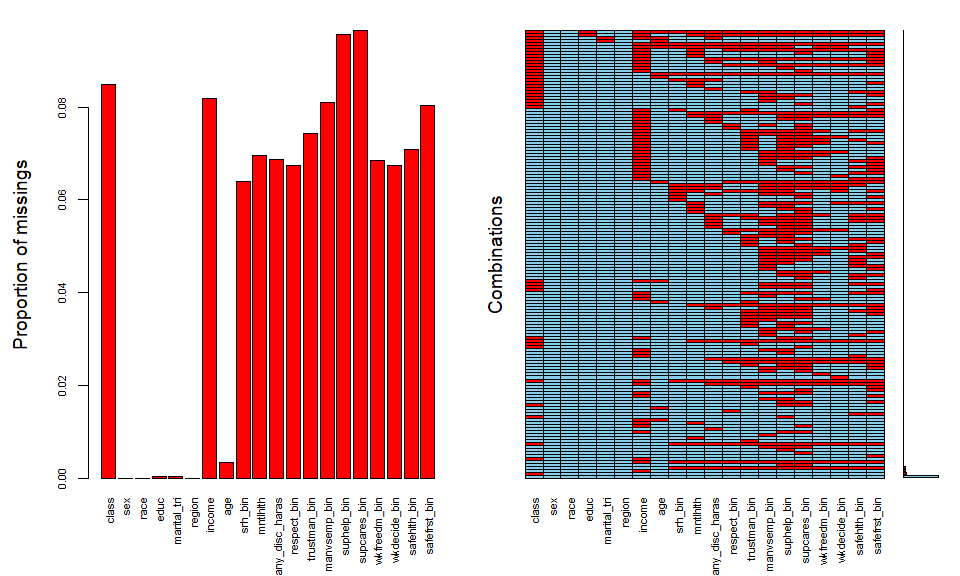 Proportion of missings
0.08
0.06
0.04
0.02
0.00
class
sex
race
educ
marital_tri
region
income
age
srh_bin
mntlhlth
any_disc_haras
respect_bin
trustman_bin
manvsemp_bin
suphelp_bin
supcares_bin
wkfreedm_bin
wkdecide_bin
safehlth_bin
safefrst_bin
Combinations
class
sex
race
educ
marital_tri
region
income
age
srh_bin
mntlhlth
any_disc_haras
respect_bin
trustman_bin
manvsemp_bin
suphelp_bin
supcares_bin
wkfreedm_bin
wkdecide_bin
safehlth_bin
safefrst_bin